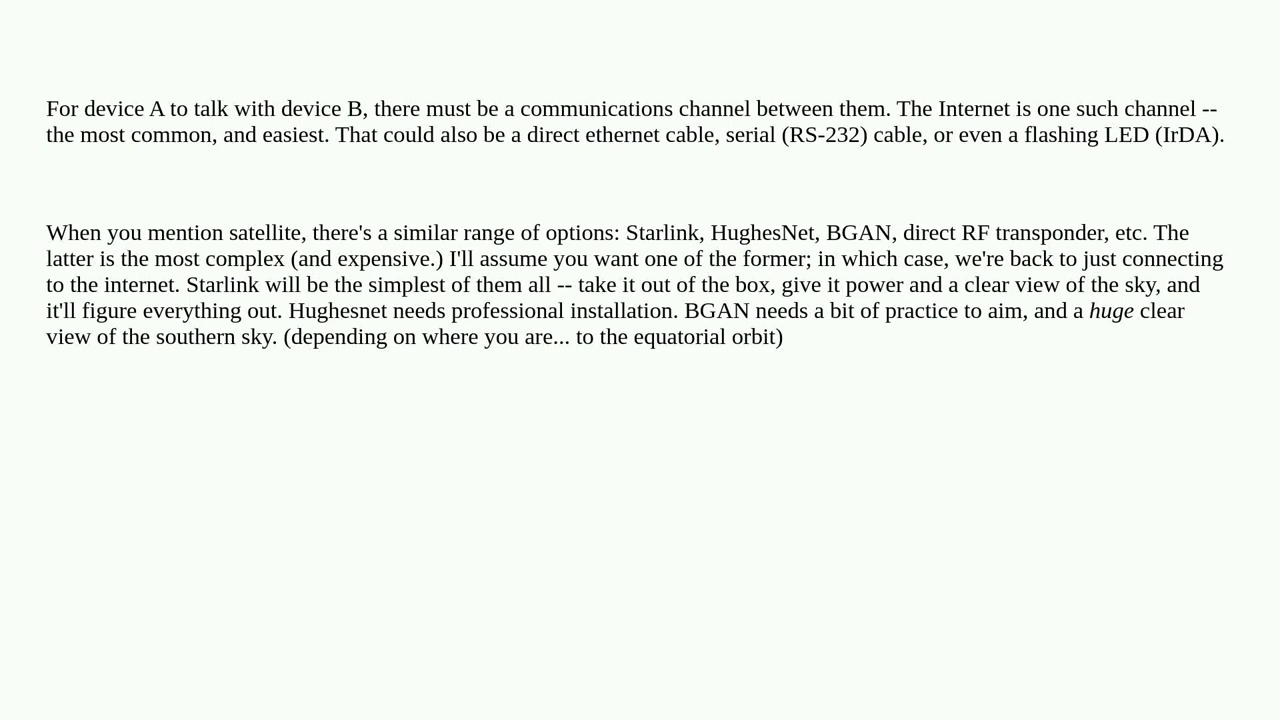 For device A to talk with device B, there must be a communications channel between them. The Internet is one such channel --
the most common, and easiest. That could also be a direct ethernet cable, serial (RS-232) cable, or even a flashing LED (IrDA).
When you mention satellite, there's a similar range of options: Starlink, HughesNet, BGAN, direct RF transponder, etc. The
latter is the most complex (and expensive.) I'll assume you want one of the former; in which case, we're back to just connecting
to the internet. Starlink will be the simplest of them all -- take it out of the box, give it power and a clear view of the sky, and
it'll figure everything out. Hughesnet needs professional installation. BGAN needs a bit of practice to aim, and a huge clear
view of the southern sky. (depending on where you are... to the equatorial orbit)